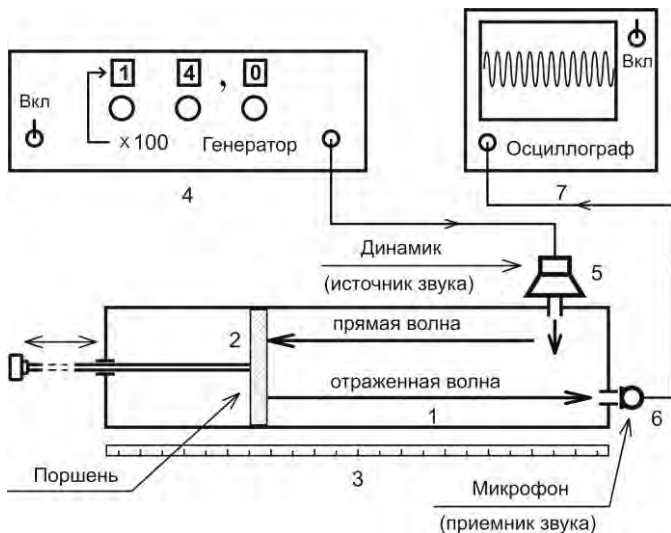 1 4 , 0
Вкл
х 100
Генератор
4
Вкл
Осциллограф
7
Динамик
(источник звука)
5
2
прямая волна
отраженная волна
1
6
3
Поршень
Микрофон
(приемник звука)